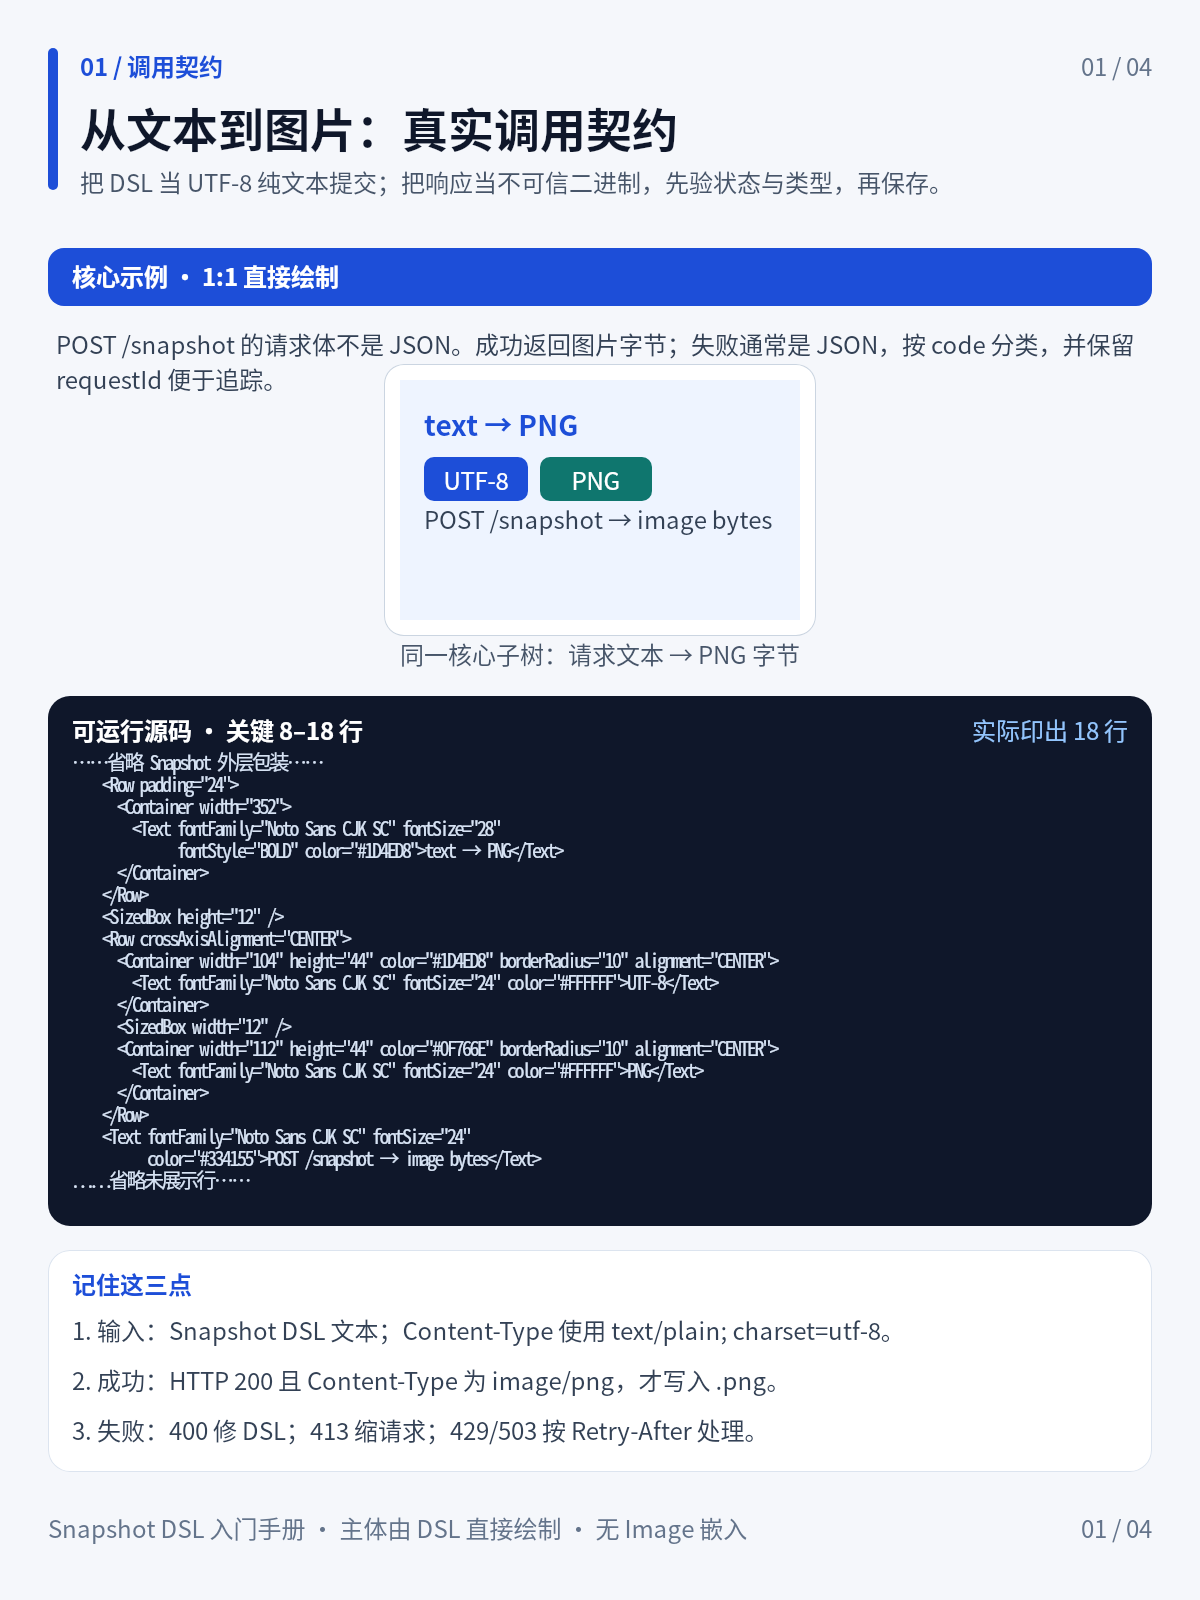 01 / 调用契约
01 / 04
从文本到图片：真实调用契约
把 DSL 当 UTF-8 纯文本提交；把响应当不可信二进制，先验状态与类型，再保存。
核心示例 · 1:1 直接绘制
POST /snapshot 的请求体不是 JSON。成功返回图片字节；失败通常是 JSON，按 code 分类，并保留
requestId 便于追踪。
text → PNG
UTF-8
PNG
POST /snapshot → image bytes
同一核心子树：请求文本 → PNG 字节
可运行源码 · 关键 8–18 行
实际印出 18 行
……省略 Snapshot 外层包装……
<Row padding="24">
<Container width="352">
<Text fontFamily="Noto Sans CJK SC" fontSize="28"
fontStyle="BOLD" color="#1D4ED8">text → PNG</Text>
</Container>
</Row>
<SizedBox height="12" />
<Row crossAxisAlignment="CENTER">
<Container width="104" height="44" color="#1D4ED8" borderRadius="10" alignment="CENTER">
<Text fontFamily="Noto Sans CJK SC" fontSize="24" color="#FFFFFF">UTF-8</Text>
</Container>
<SizedBox width="12" />
<Container width="112" height="44" color="#0F766E" borderRadius="10" alignment="CENTER">
<Text fontFamily="Noto Sans CJK SC" fontSize="24" color="#FFFFFF">PNG</Text>
</Container>
</Row>
<Text fontFamily="Noto Sans CJK SC" fontSize="24"
color="#334155">POST /snapshot → image bytes</Text>
……省略未展示行……
记住这三点
1. 输入：Snapshot DSL 文本；Content-Type 使用 text/plain; charset=utf-8。
2. 成功：HTTP 200 且 Content-Type 为 image/png，才写入 .png。
3. 失败：400 修 DSL；413 缩请求；429/503 按 Retry-After 处理。
Snapshot DSL 入门手册 · 主体由 DSL 直接绘制 · 无 Image 嵌入
01 / 04